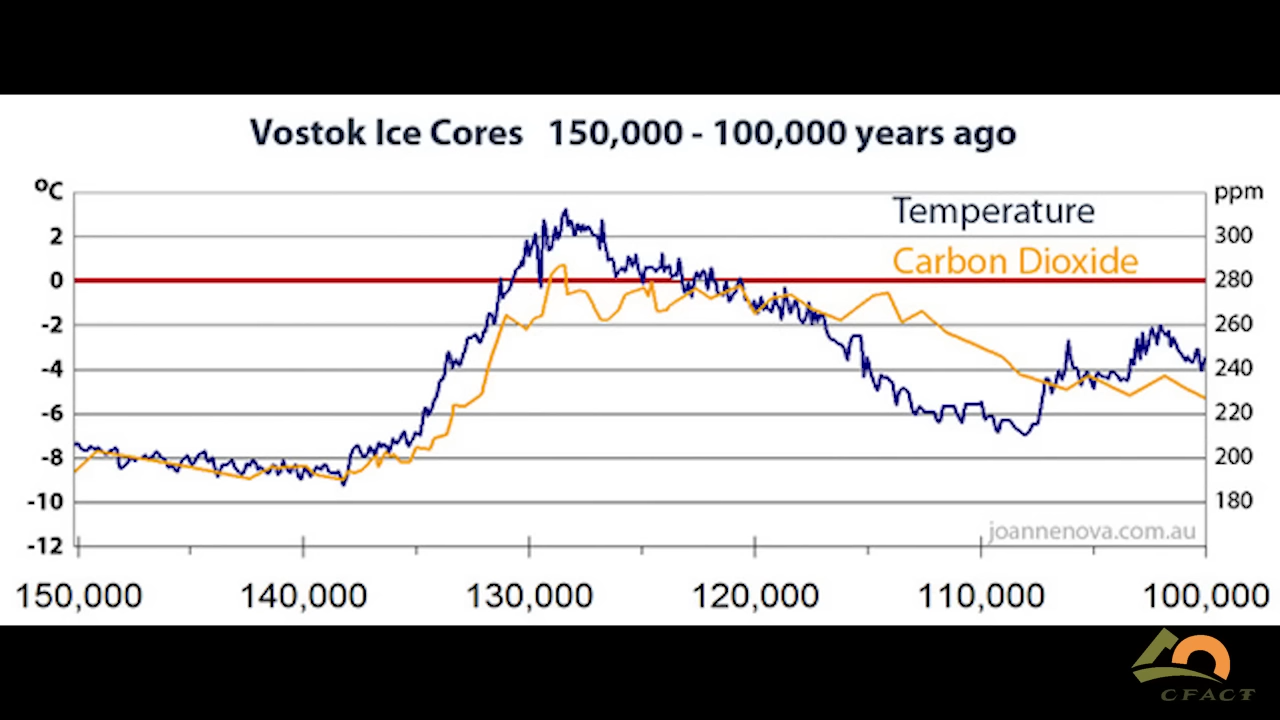 Vostok Ice Cores 150,000 - 100,000 years ago
ºC
ppm
Temperature
2
300
Carbon Dioxide
0
280
-2
260
-4
240
-6
220
-8
200
-10
180
joannenova.com.au
-12
150,000 140,000 130,000 120,000 110,000 100,000
CFACT